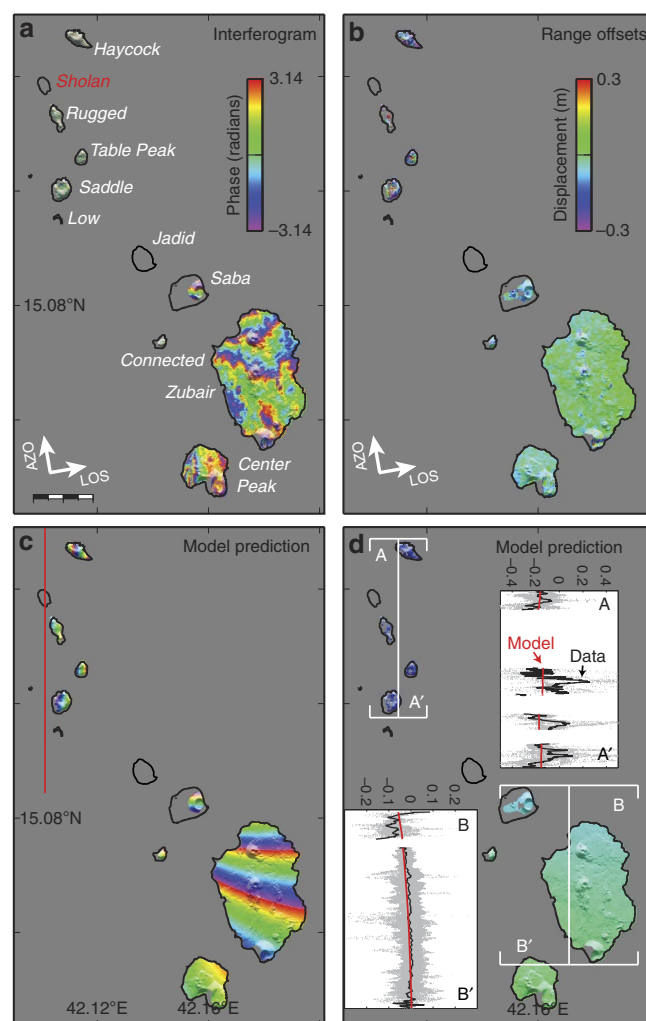 a
Interferogram
Haycock
Sholan
Rugged
Table Peak
Saddle
Low
Jadid
Saba
15.08°N
Connected
Zubair
Center
Peak
Phase (radians)
3.14
−3.14
AZO
LOS
b
Range offsets
Displacement (m)
0.3
−0.3
AZO
LOS
c
Model prediction
15.08°N
42.12°E
42.16°E
d
Model prediction
A
A′
−0.4
−0.2
0
0.2
0.4
A
Model
Data
A′
B
B′
−0.2
−0.1
0
0.1
0.2
B
B′
42.16°E